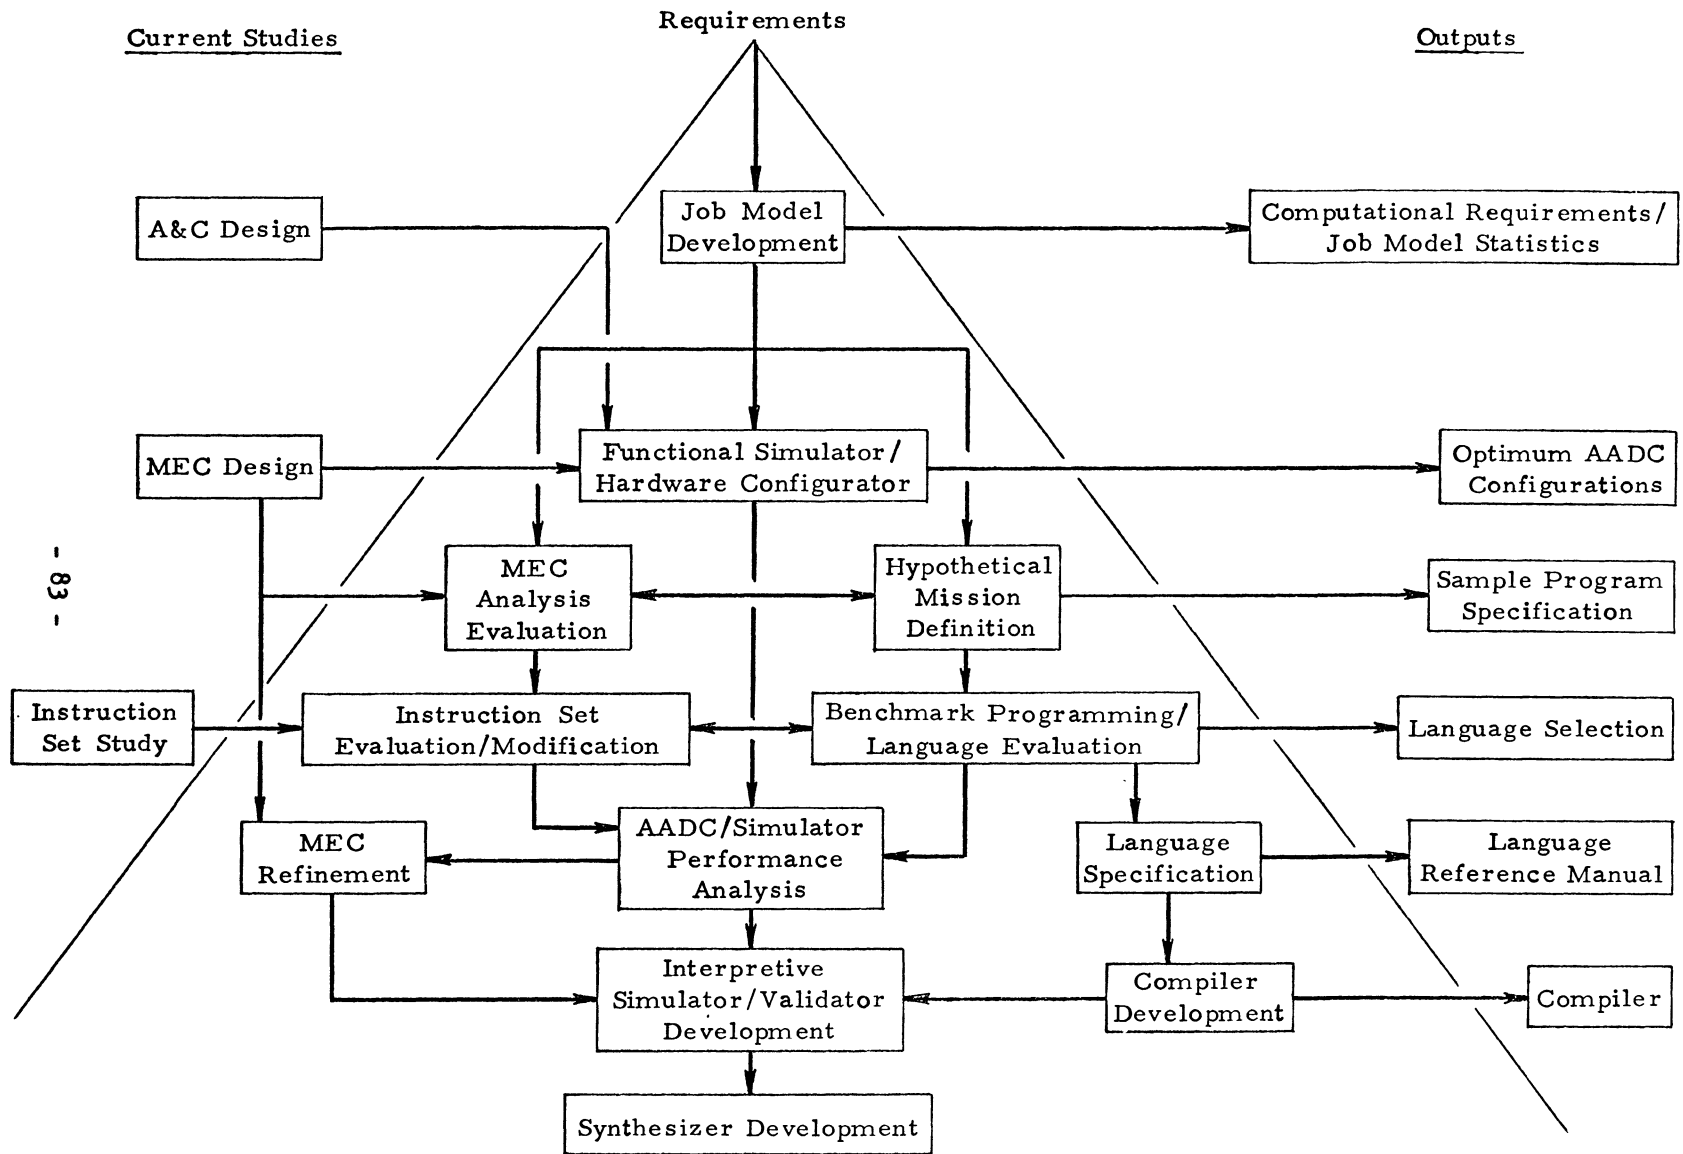 Requirements
Current Studies
Outputs
A&C Design
Job Model
Development
Computational Requirements/
Job Model Statistics
MEC Design
Functional Simulator/
Hardware Configurator
Optimum AADC
Configurations
MEC
Analysis
Evaluation
Hypothetical
Mission
Definition
Sample Program
Specification
- 83 -
Instruction
Set Study
Instruction Set
Evaluation/Modification
Benchmark Programming/
Language Evaluation
Language Selection
MEC
Refinement
AADC/Simulator
Performance
Analysis
Language
Specification
Language
Reference Manual
Interpretive
Simulator/Validator
Development
Compiler
Development
Compiler
Synthesizer Development